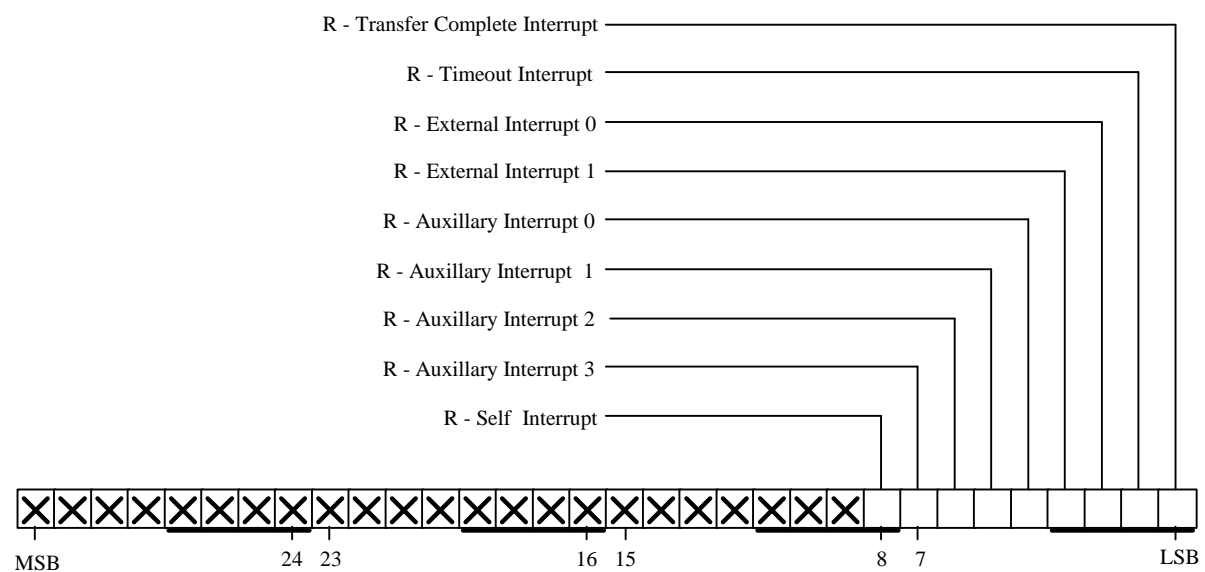 R - Transfer Complete Interrupt
R - Timeout Interrupt
R - External Interrupt 0
R - External Interrupt 1
R - Auxillary Interrupt 0
R - Auxillary Interrupt  1
R - Auxillary Interrupt 2
R - Auxillary Interrupt 3
R - Self  Interrupt
MSB 24 23 16 15 8 7 LSB